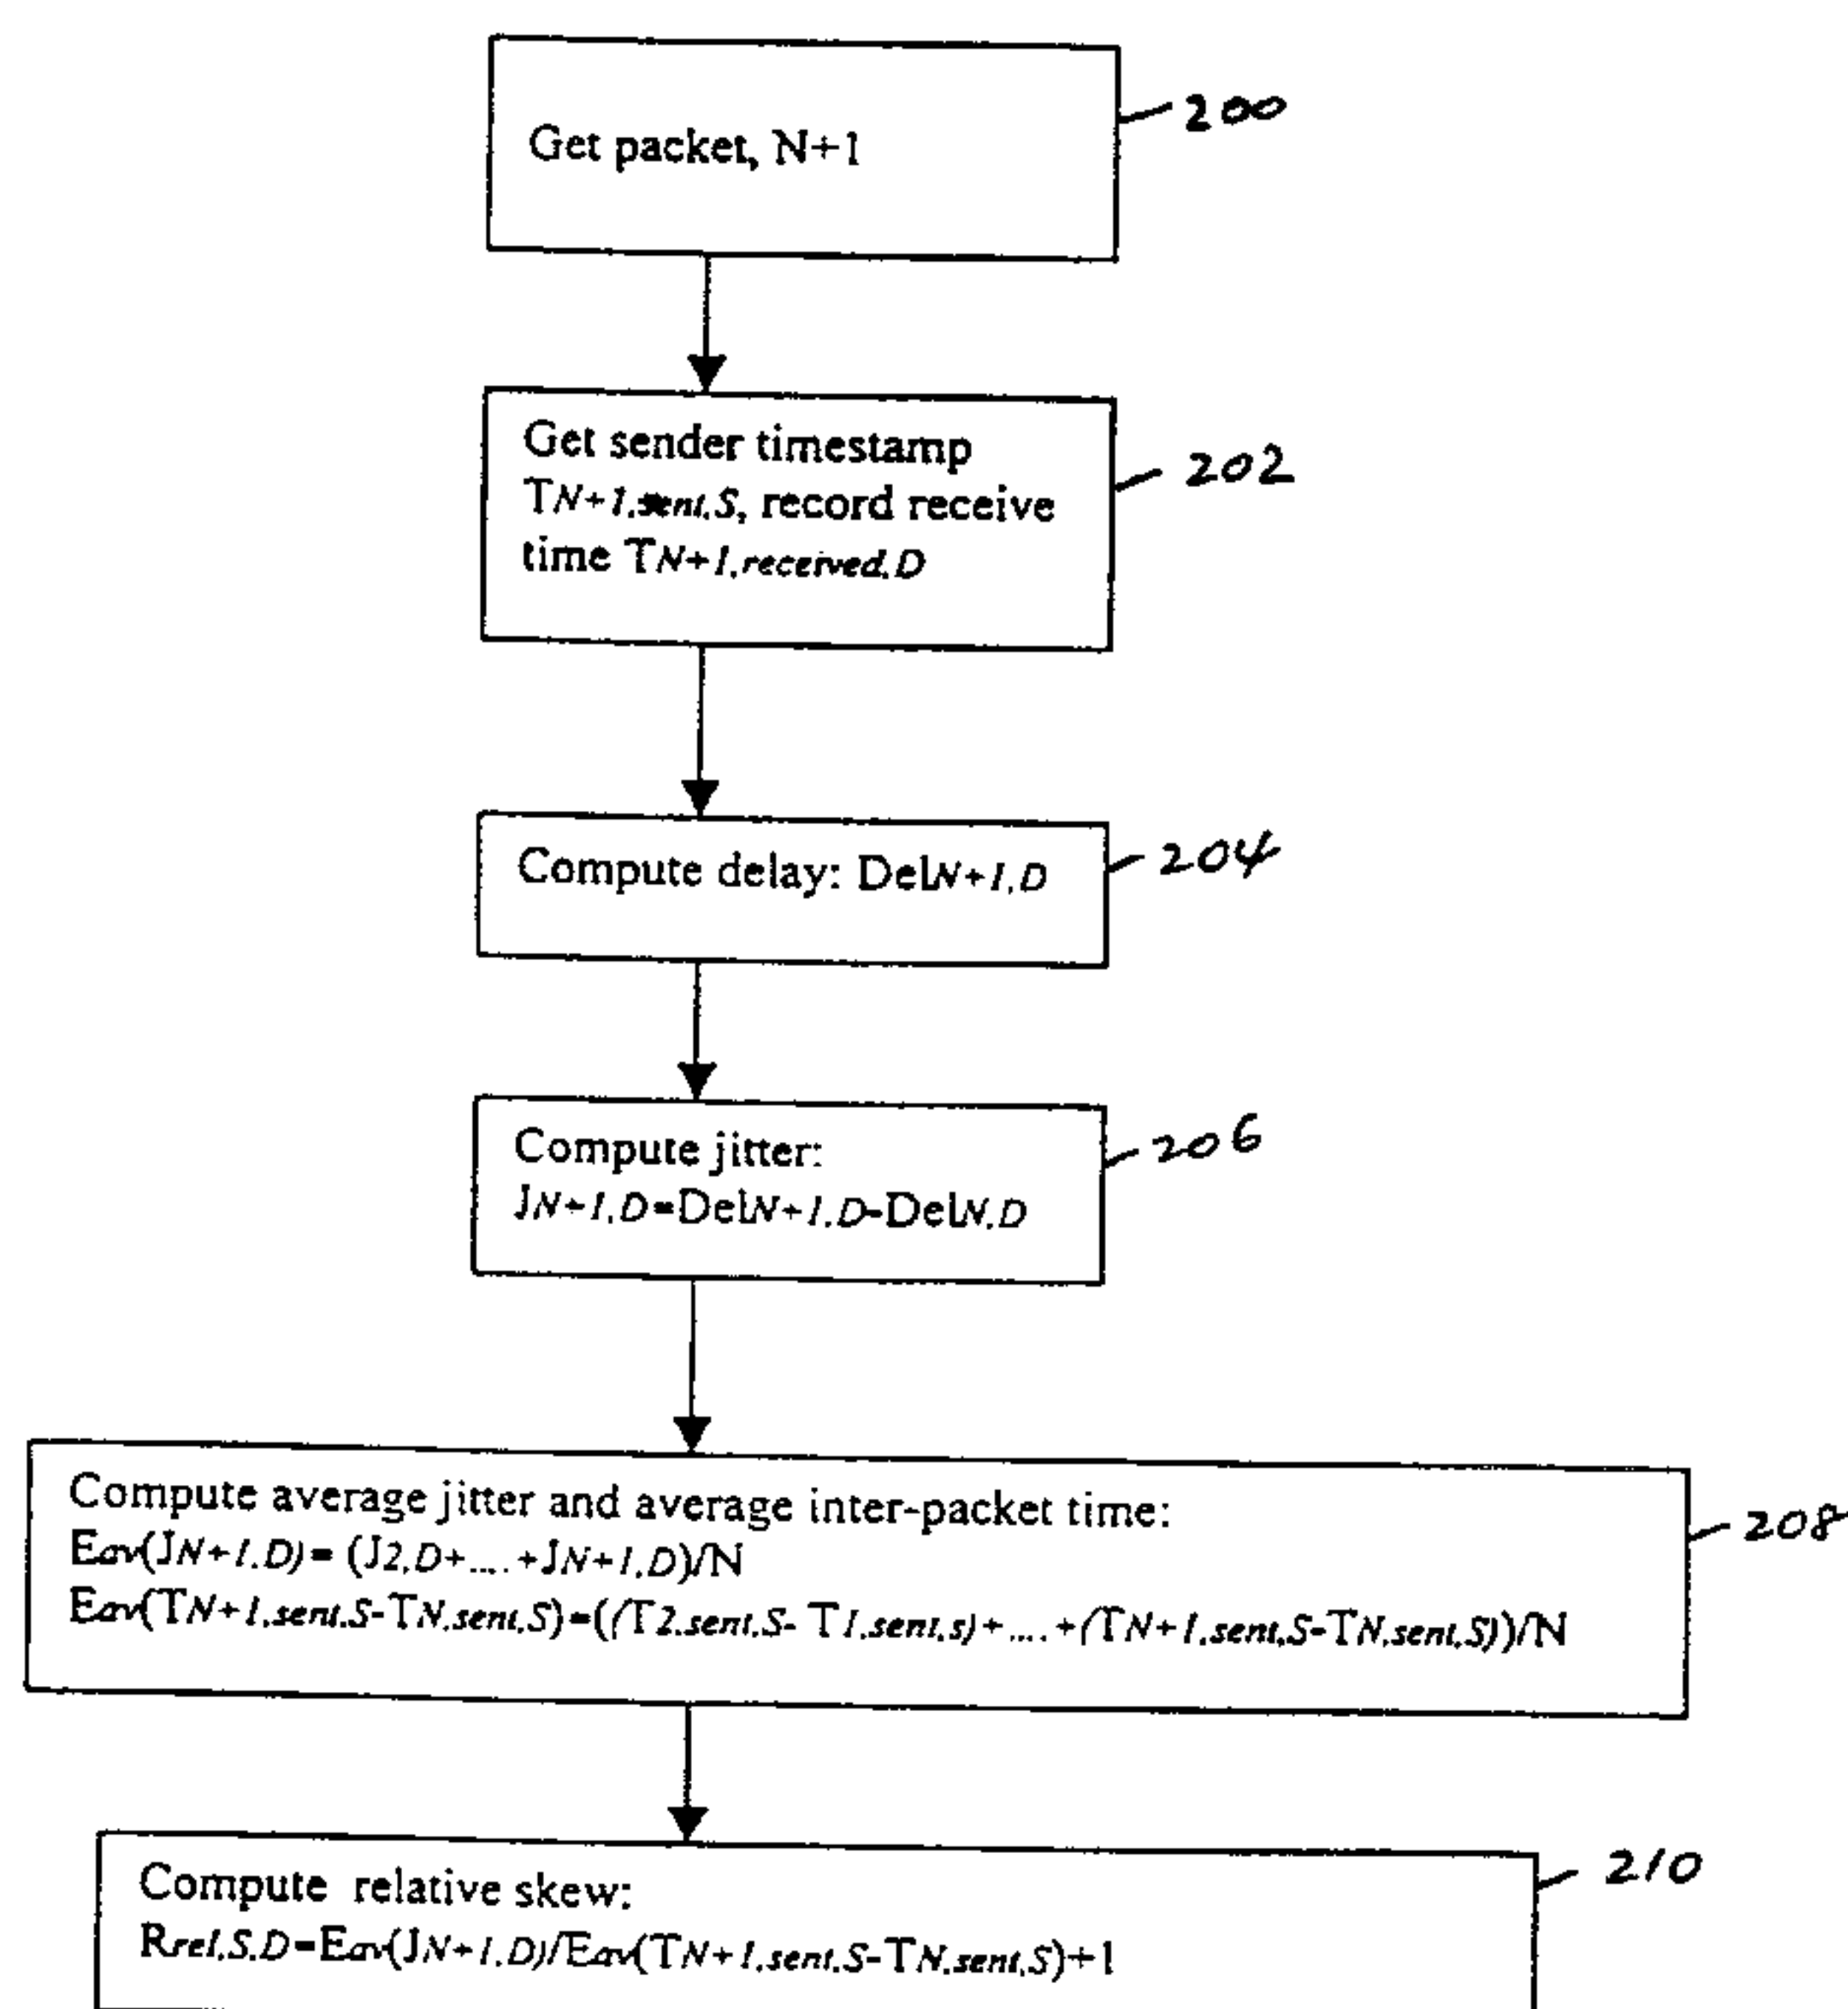 Get packet, N+1
200
Get sender timestamp
TN+1,sent,S, record receive
time TN+1,received,D
202
Compute delay: DelN+1,D
204
Compute jitter:
JN+1,D=DelN+1,D-DelN,D
206
Compute average jitter and average inter-packet time:
Eav(JN+1,D)= (J2,D+....+JN+1,D)/N
Eav(TN+1,sent,S-TN,sent,S)=((T2,sent,S- T1,sent,s)+....+(TN+1,sent,S-TN,sent,S))/N
208
Compute relative skew:
Rrel,S,D=Eav(JN+1,D)/Eav(TN+1,sent,S-TN,sent,S)+1
210